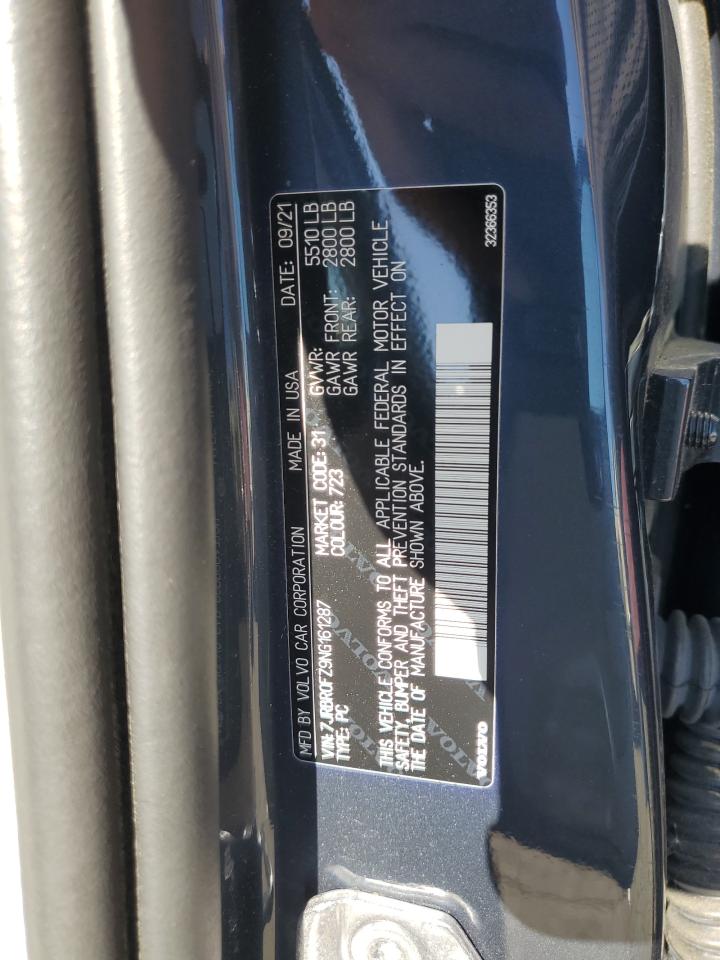 MFD BY VOLVO CAR CORPORATION MADE IN USA DATE: 09/21
VIN: 7JRBR0FZ9NG161287 MARKET CODE: 31 GVWR: 5510 LB
TYPE: PC COLOUR: 723 GAWR FRONT: 2800 LB
GAWR REAR: 2800 LB
THIS VEHICLE CONFORMS TO ALL APPLICABLE FEDERAL MOTOR VEHICLE
SAFETY, BUMPER AND THEFT PREVENTION STANDARDS IN EFFECT ON
THE DATE OF MANUFACTURE SHOWN ABOVE.
VOLVO 32366353